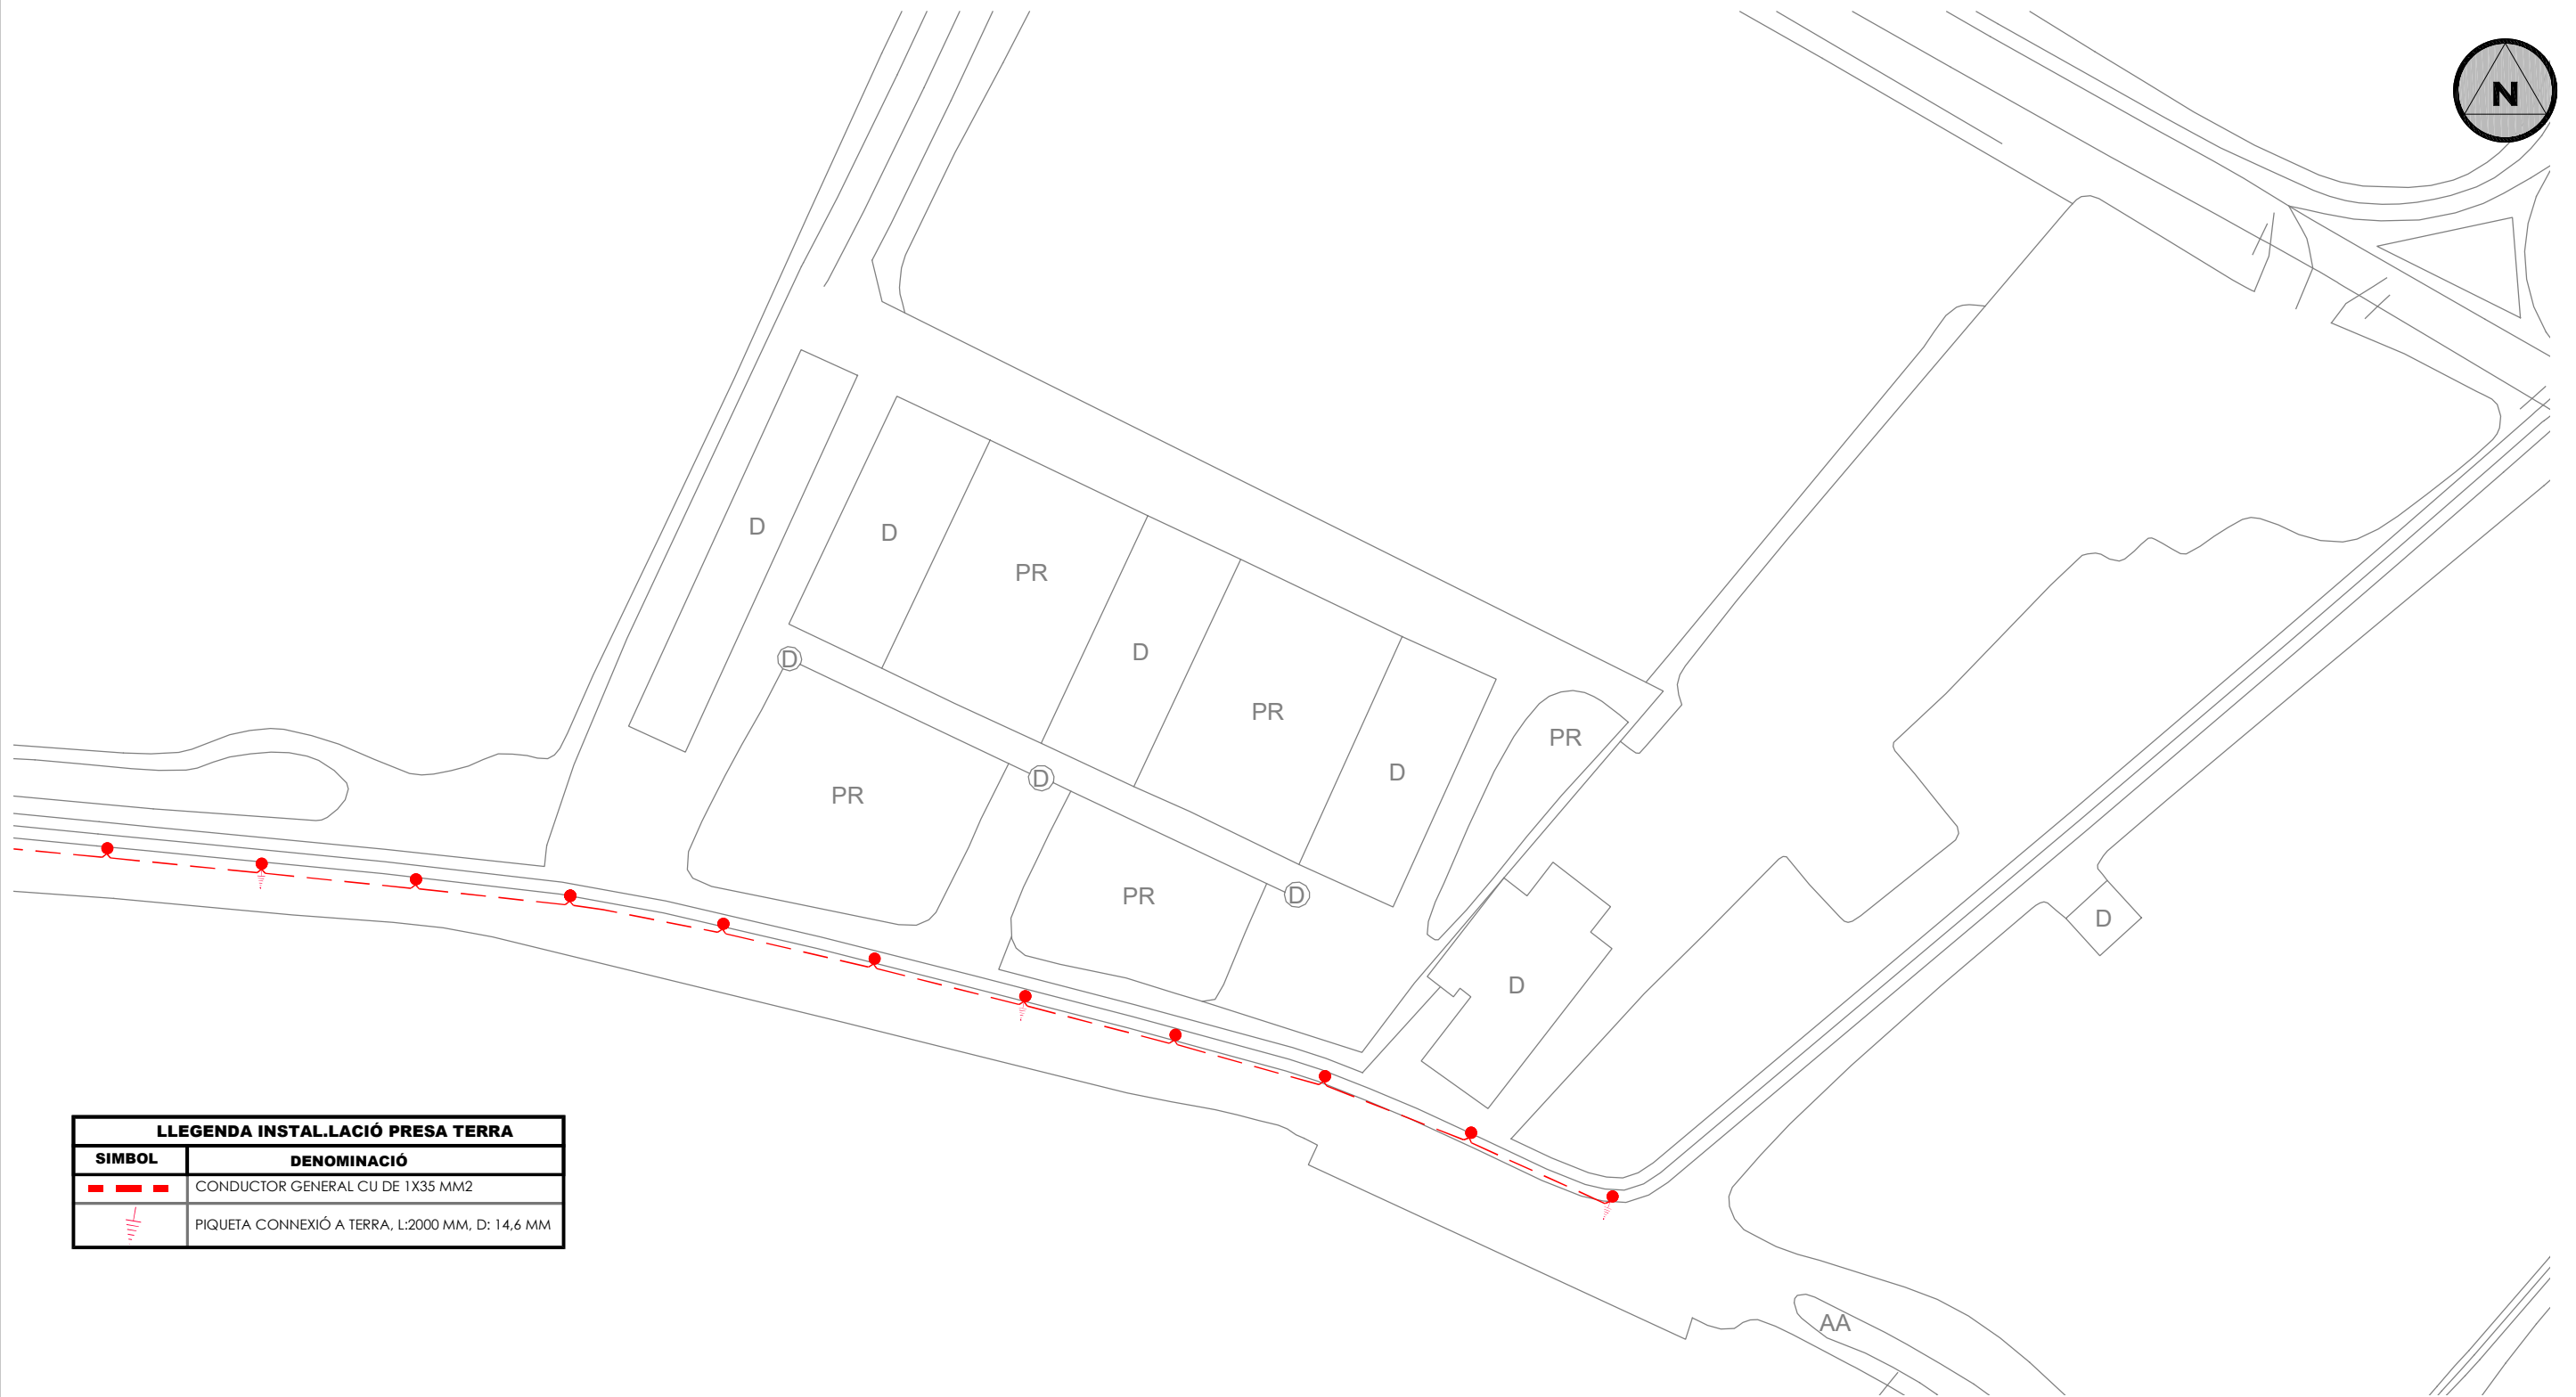 N
D
D
PR
D
D
PR
PR
D
D
PR
PR
D
PR
D
D
D
AA
LLEGENDA INSTAL.LACIÓ PRESA TERRA
SIMBOL DENOMINACIÓ
CONDUCTOR GENERAL CU DE 1X35 MM2
PIQUETA CONNEXIÓ A TERRA, L:2000 MM, D: 14,6 MM